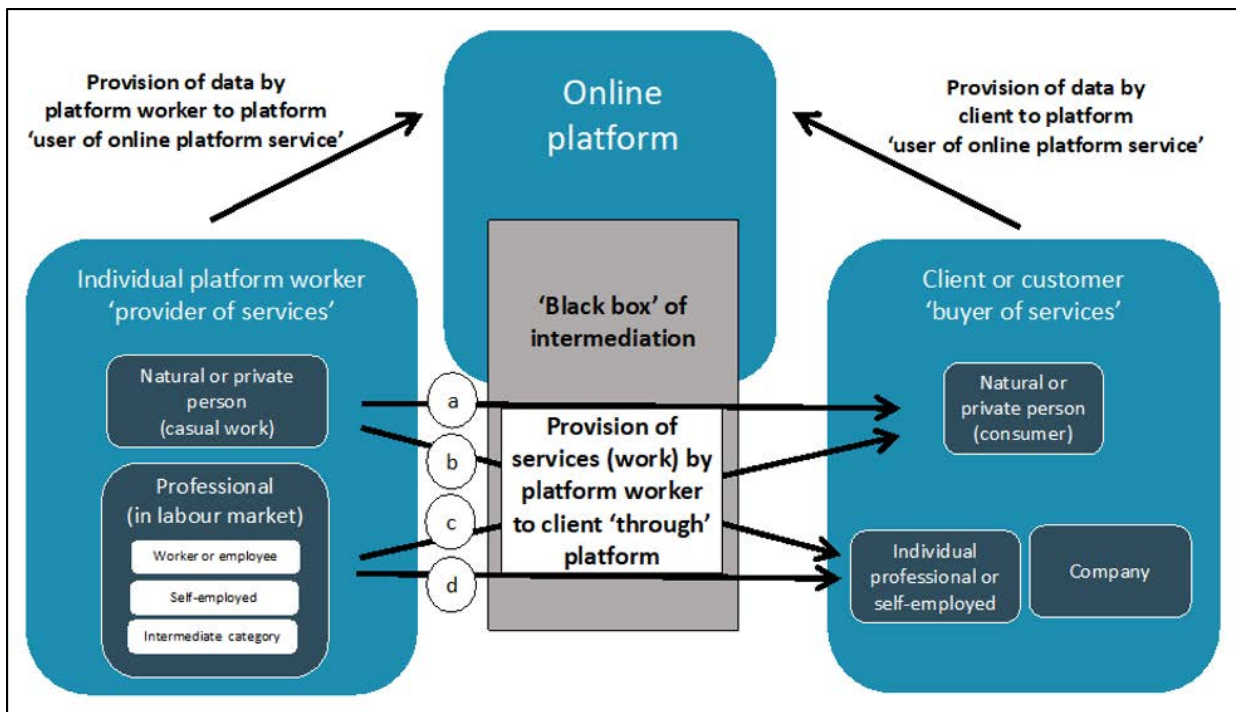 Provision of data by
platform worker to platform
‘user of online platform service’
Online
platform
Provision of data by
client to platform
‘user of online platform service’
Individual platform worker
‘provider of services’
Natural or private
person
(casual work)
Professional
(in labour market)
Worker or employee
Self-employed
Intermediate category
a
b
c
d
‘Black box’ of
intermediation
Provision of
services (work) by
platform worker
to client ‘through’
platform
Client or customer
‘buyer of services’
Natural or
private person
(consumer)
Individual
professional or
self-employed
Company